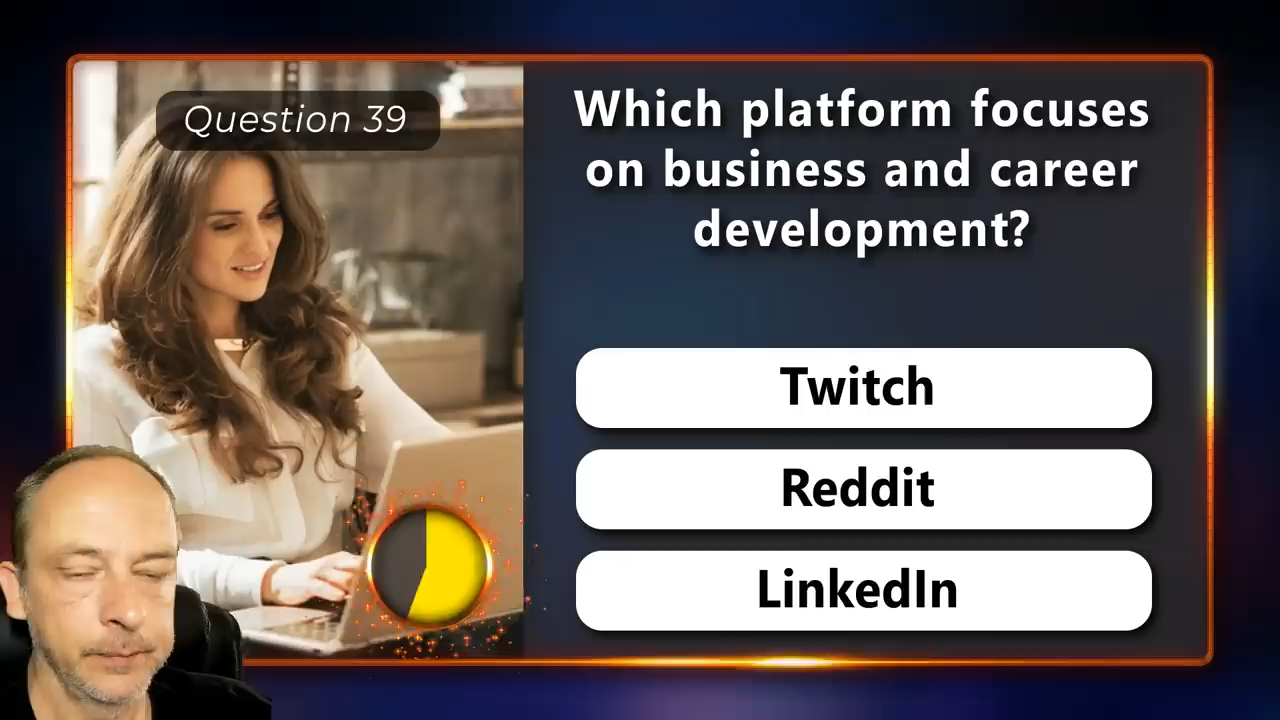 Question 39
Which platform focuses
on business and career
development?
Twitch
Reddit
LinkedIn